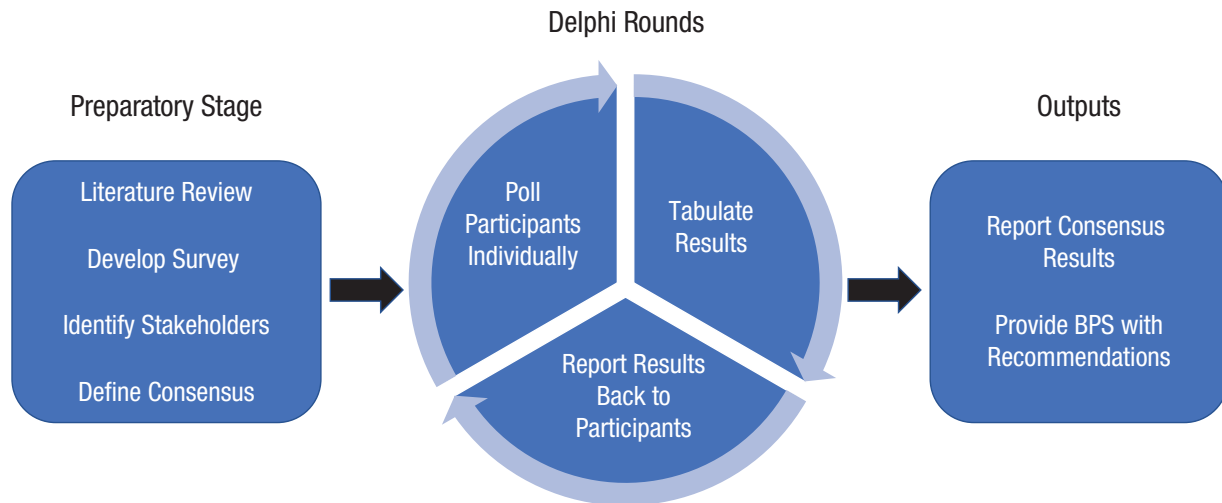 Delphi Rounds
Preparatory Stage
Literature Review
Develop Survey
Identify Stakeholders
Define Consensus
Poll
Participants
Individually
Tabulate
Results
Report Results
Back to
Participants
Outputs
Report Consensus
Results
Provide BPS with
Recommendations